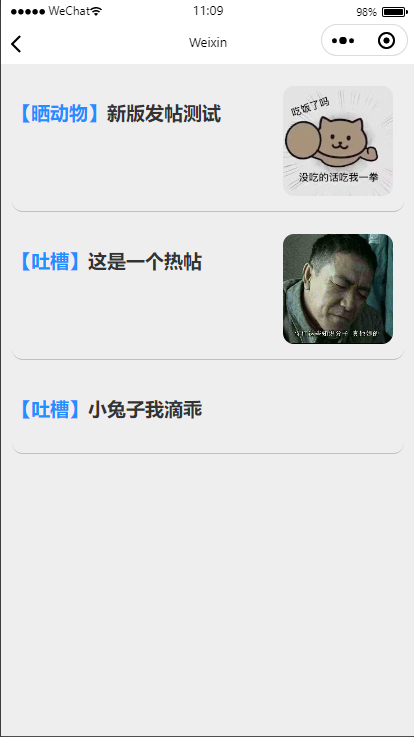 WeChat 11:09 98%
Weixin
【晒动物】新版发帖测试
吃饭了吗
没吃的话吃我一拳
【吐槽】这是一个热帖
【吐槽】小兔子我滴乖